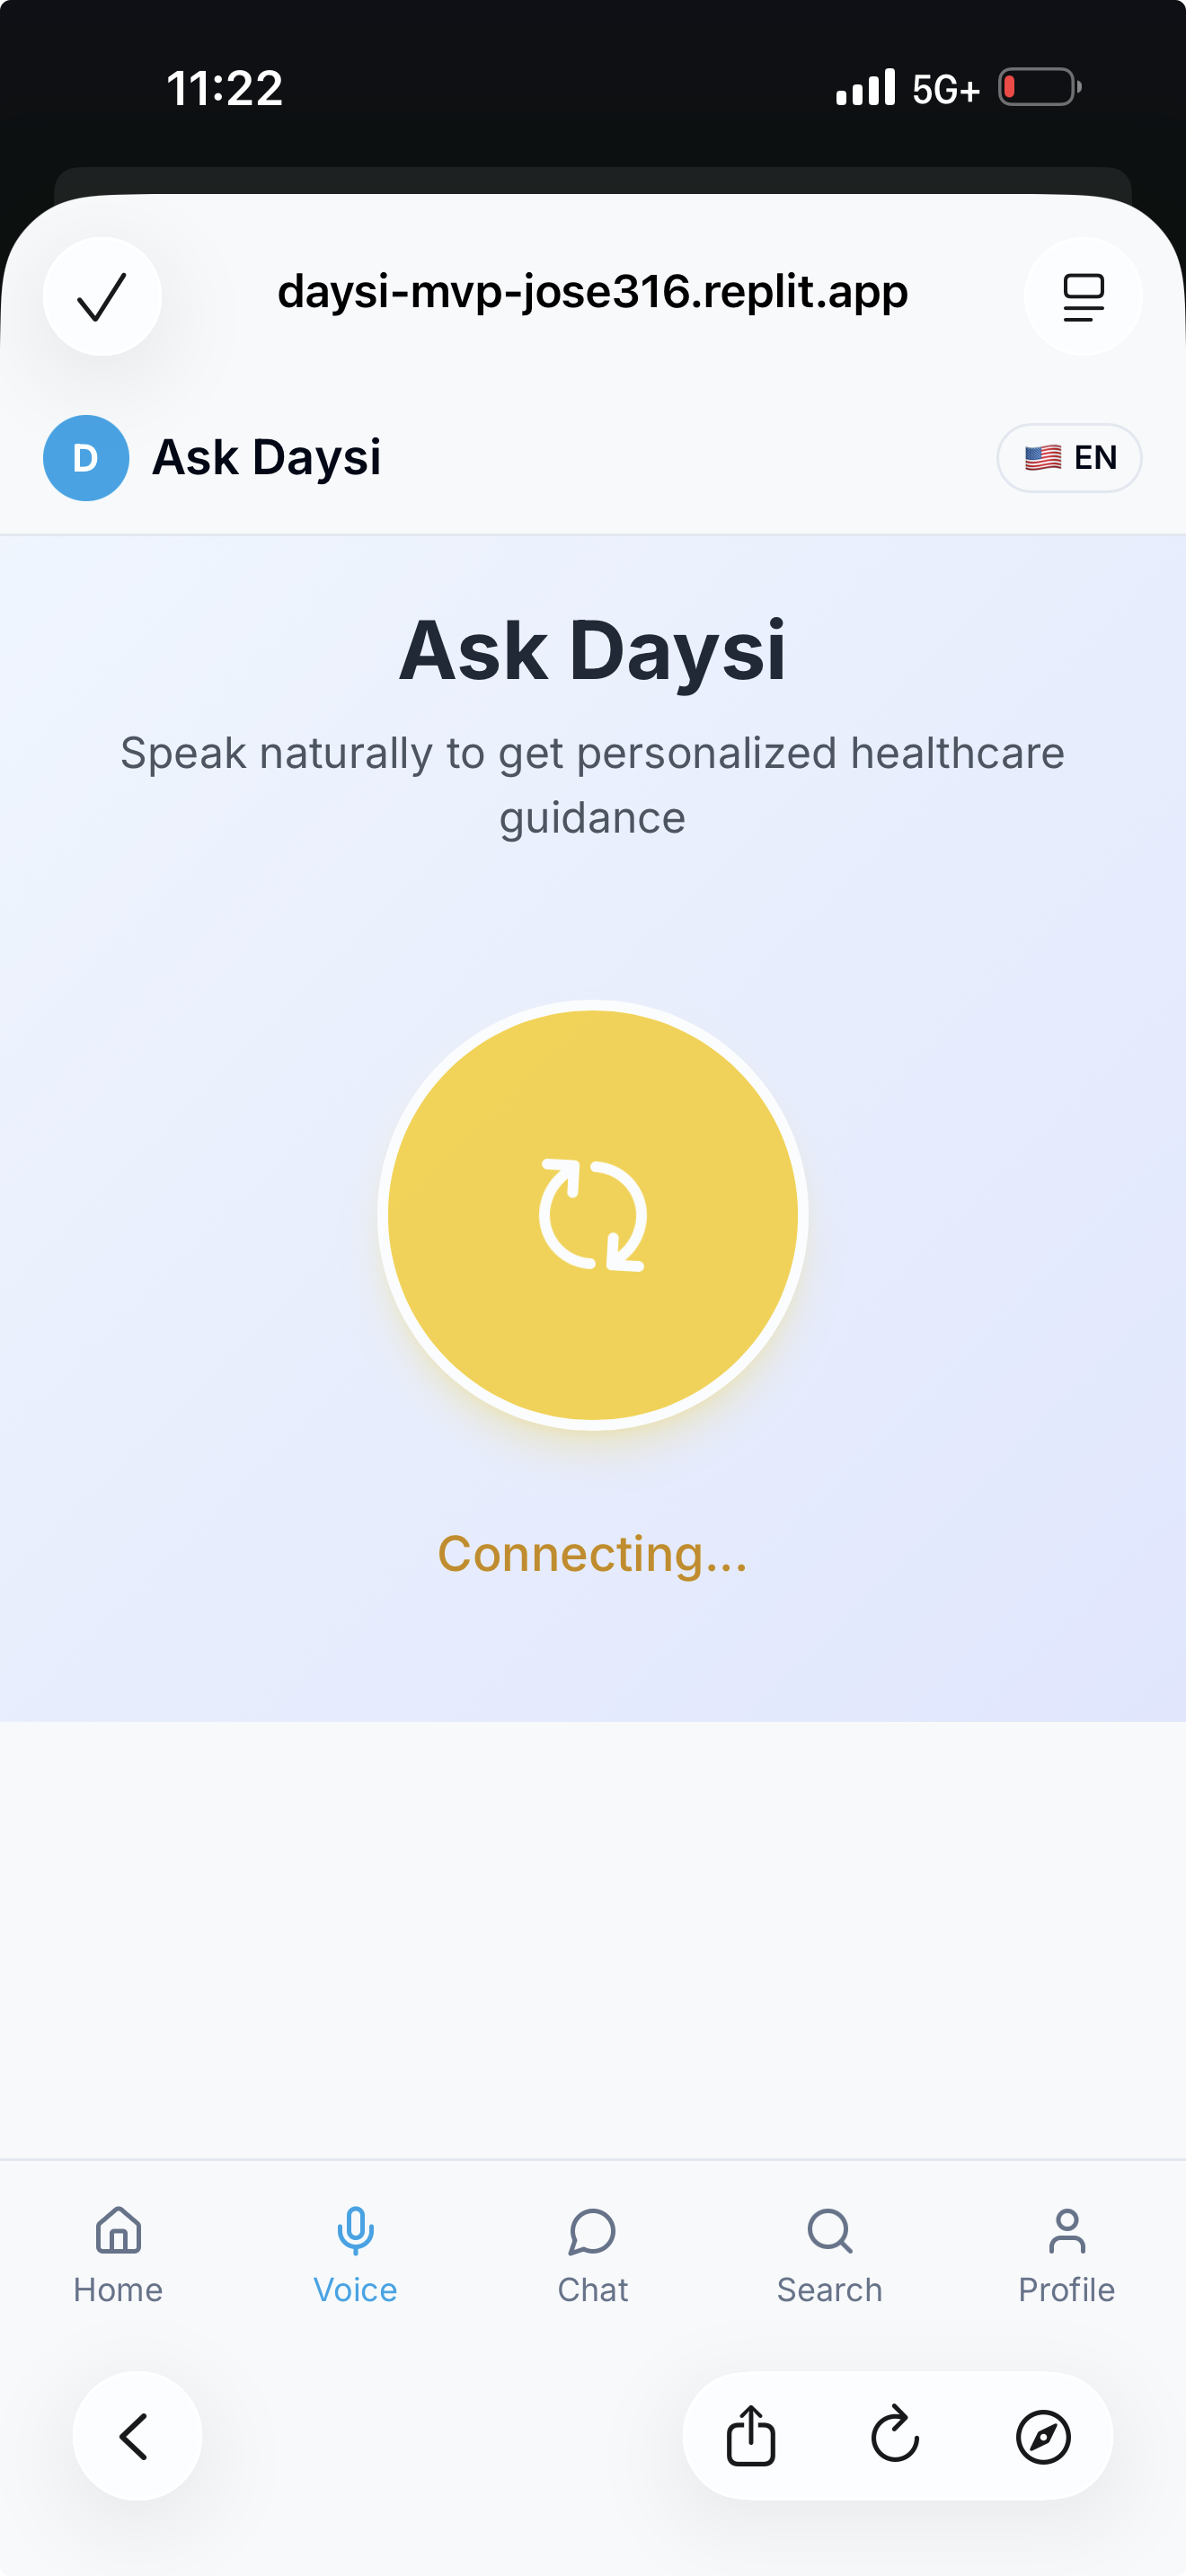 11:22
5G+
daysi-mvp-jose316.replit.app
D
Ask Daysi
🇺🇸 EN
Ask Daysi
Speak naturally to get personalized healthcare
guidance
Connecting...
Home
Voice
Chat
Search
Profile